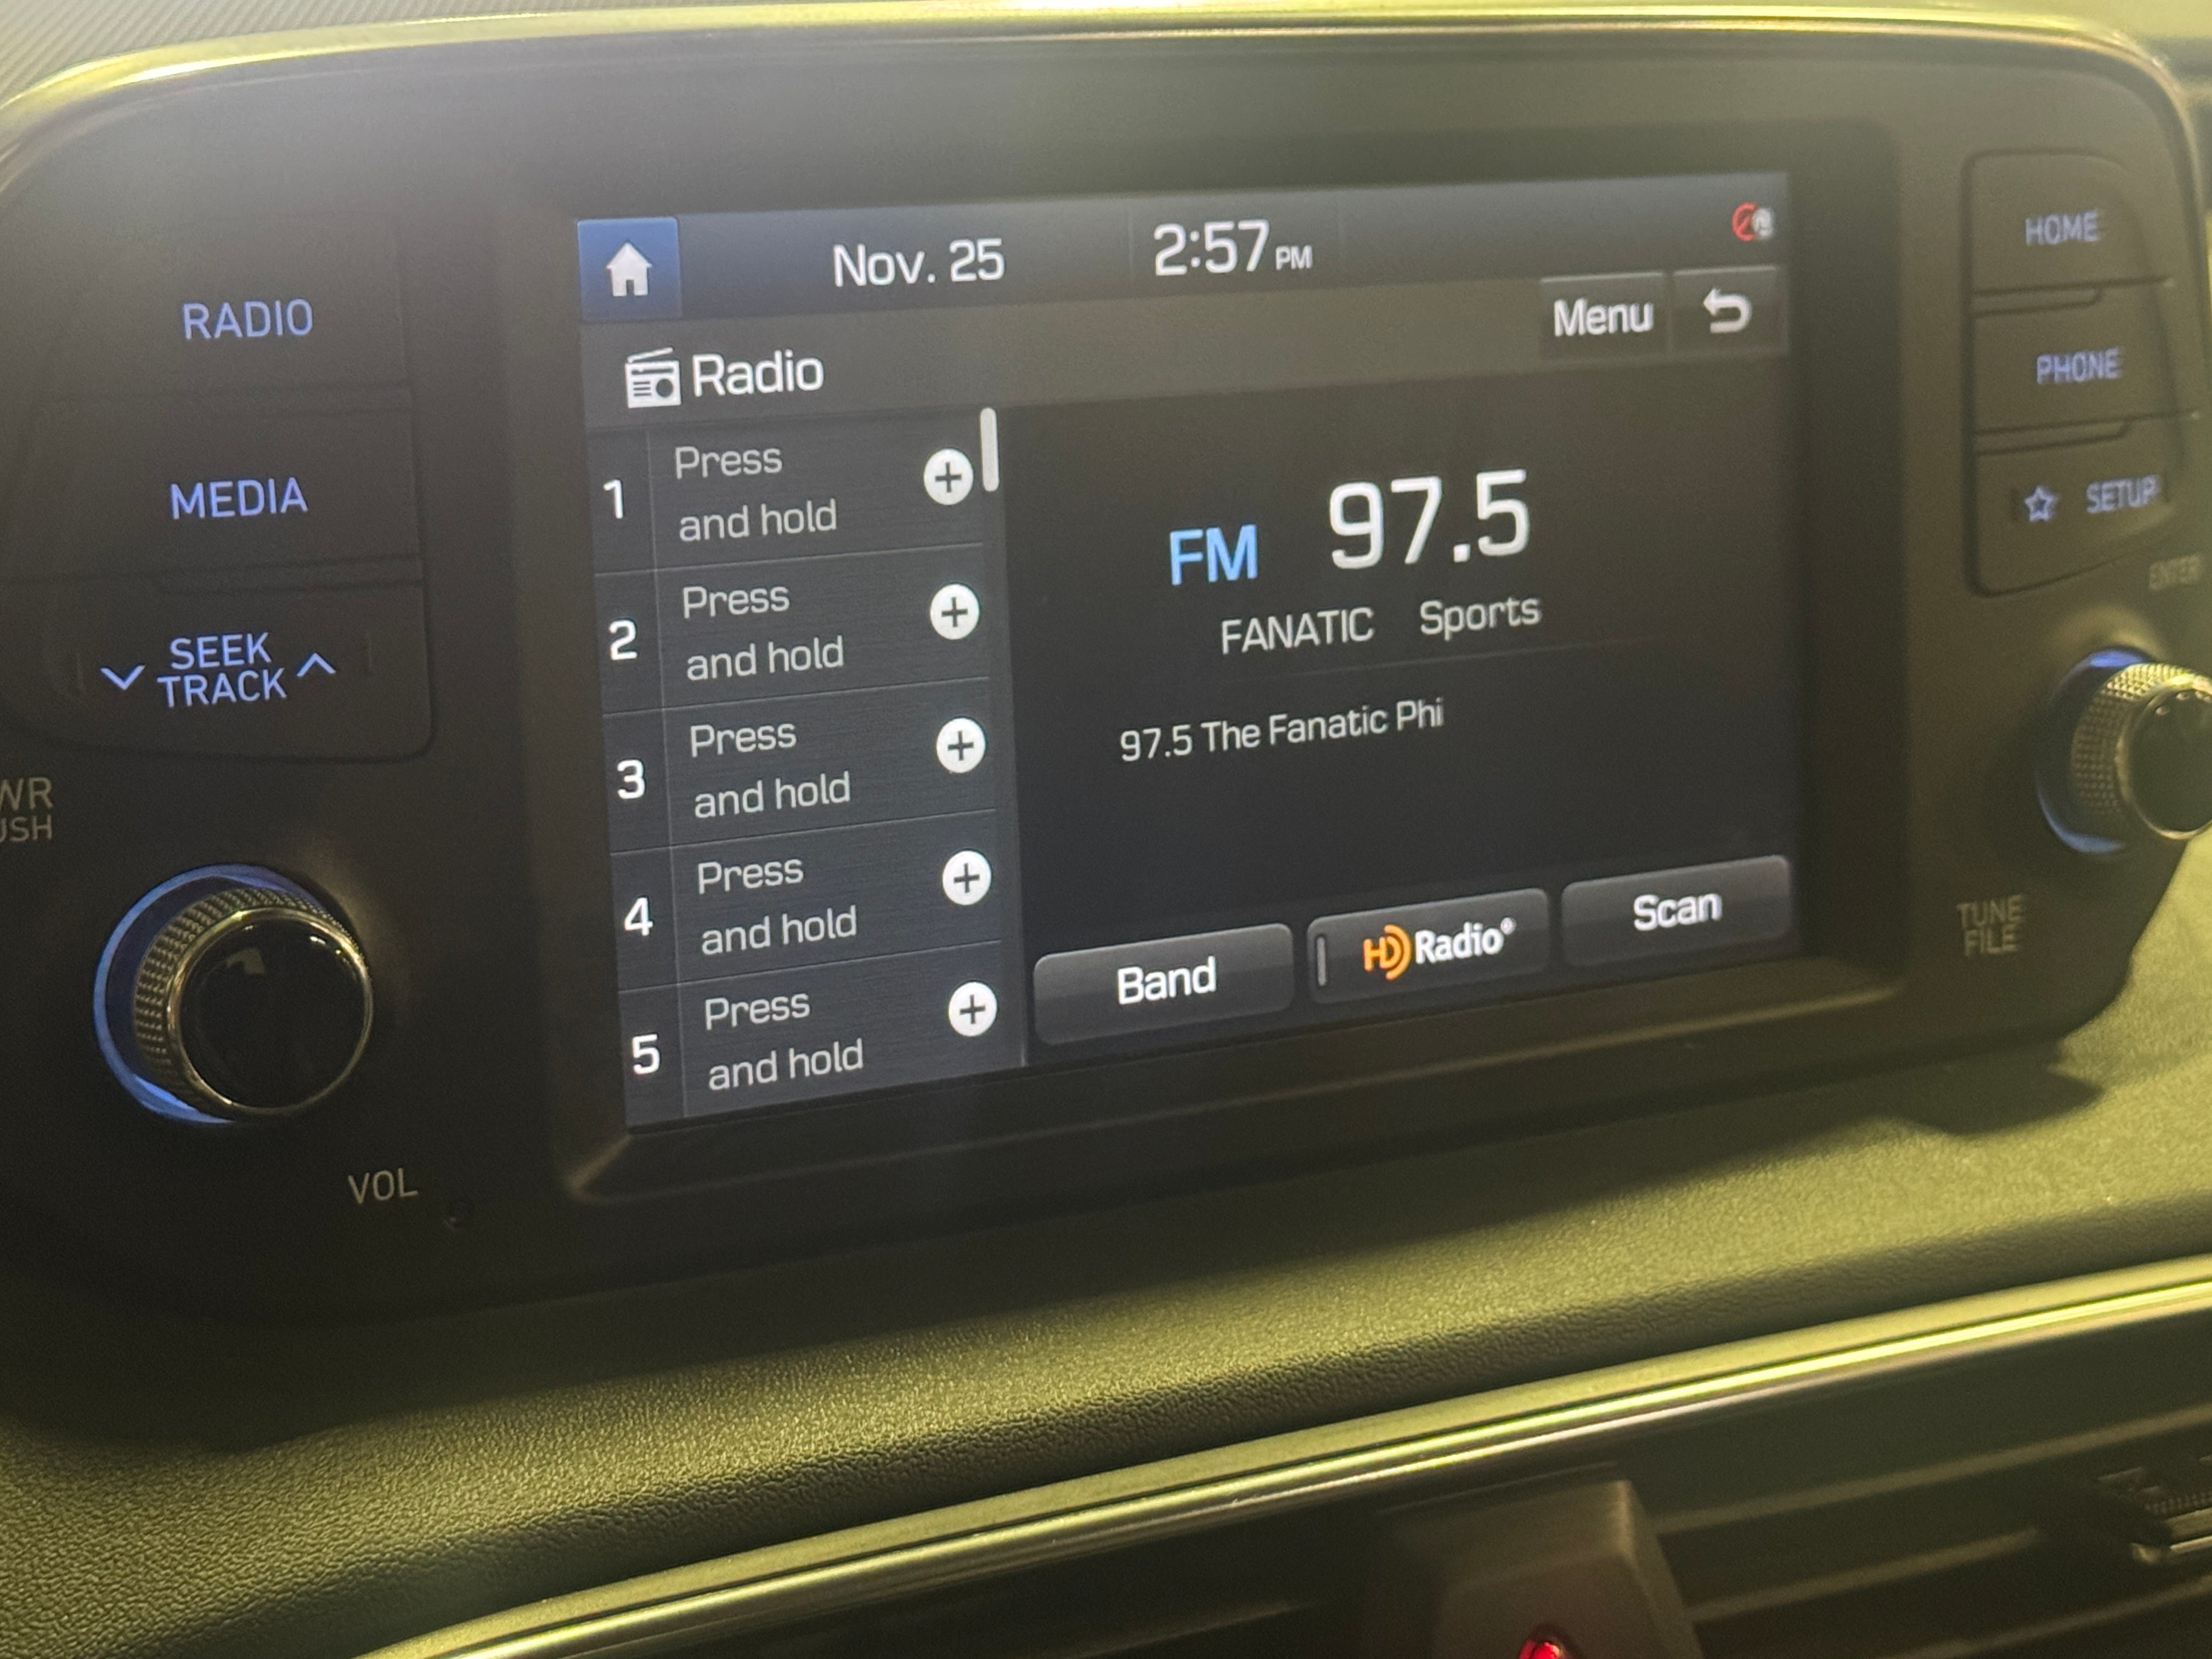 Nov. 25 2:57 PM
HOME
RADIO
Menu
Radio
PHONE
MEDIA
1 Press
and hold
FM 97.5
SETUP
FANATIC Sports
2 Press
and hold
SEEK
TRACK
ENTER
97.5 The Fanatic Phi
3 Press
and hold
4 Press
and hold
Band
HD Radio®
Scan
TUNE
FILE
5 Press
and hold
VOL